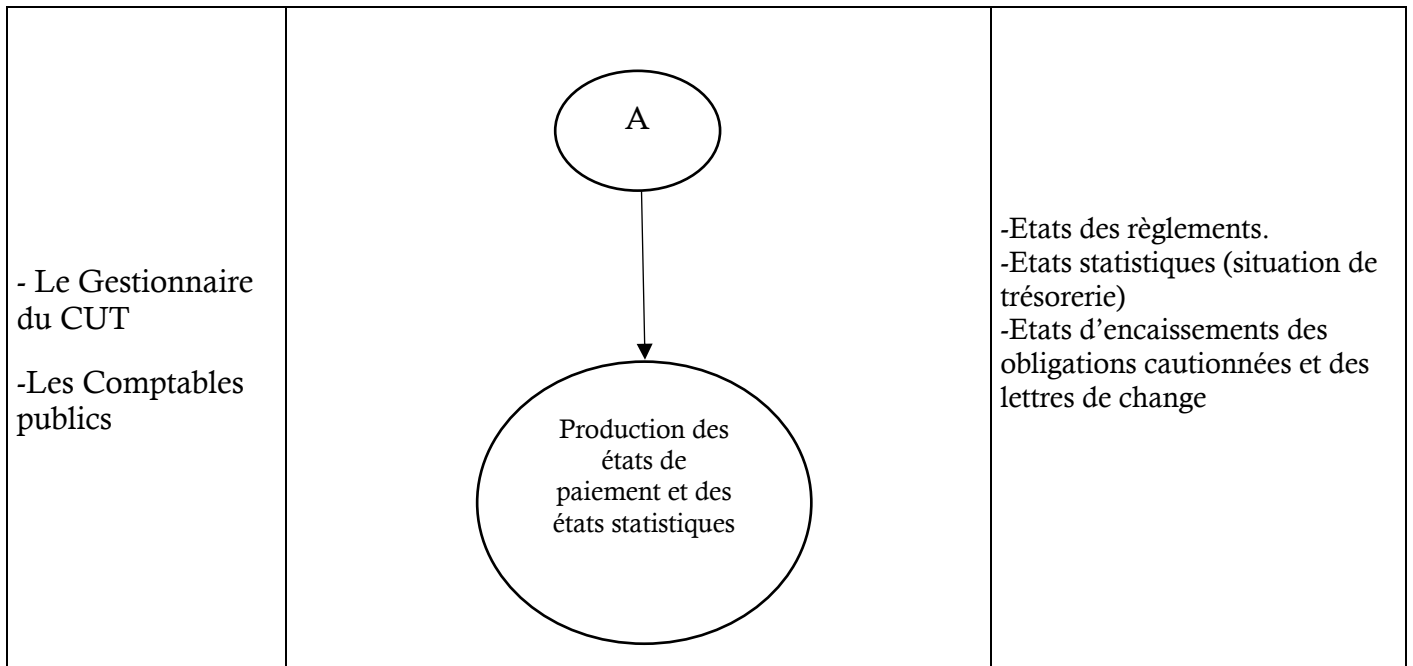 - Le Gestionnaire
du CUT
-Les Comptables
publics
A
Production des
états de
paiement et des
états statistiques
-Etats des règlements.
-Etats statistiques (situation de
trésorerie)
-Etats d’encaissements des
obligations cautionnées et des
lettres de change